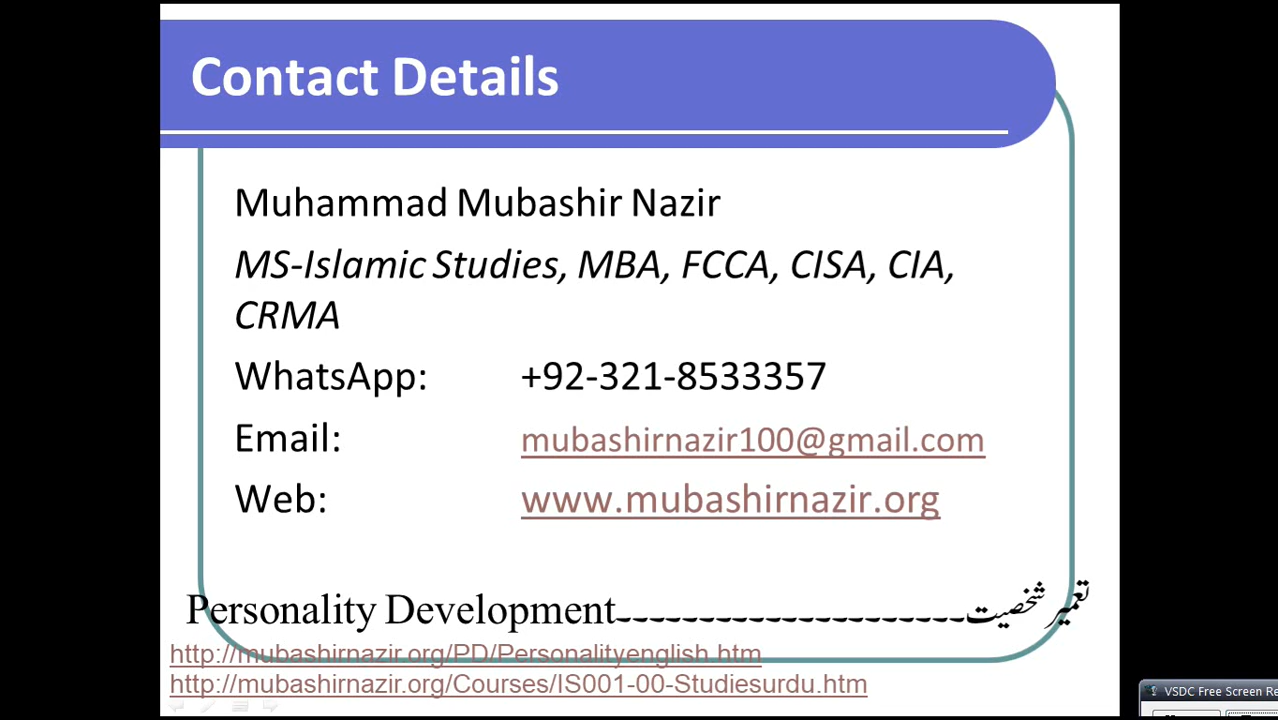 Contact Details
Muhammad Mubashir Nazir
MS-Islamic Studies, MBA, FCCA, CISA, CIA,
CRMA
WhatsApp: +92-321-8533357
Email: mubashirnazir100@gmail.com
Web: www.mubashirnazir.org
Personality Development۔۔۔۔۔۔۔۔۔۔۔۔۔۔۔۔۔۔۔۔۔تعمیر شخصیت
http://mubashirnazir.org/PD/Personalityenglish.htm
http://mubashirnazir.org/Courses/IS001-00-Studiesurdu.htm
VSDC Free Screen Re